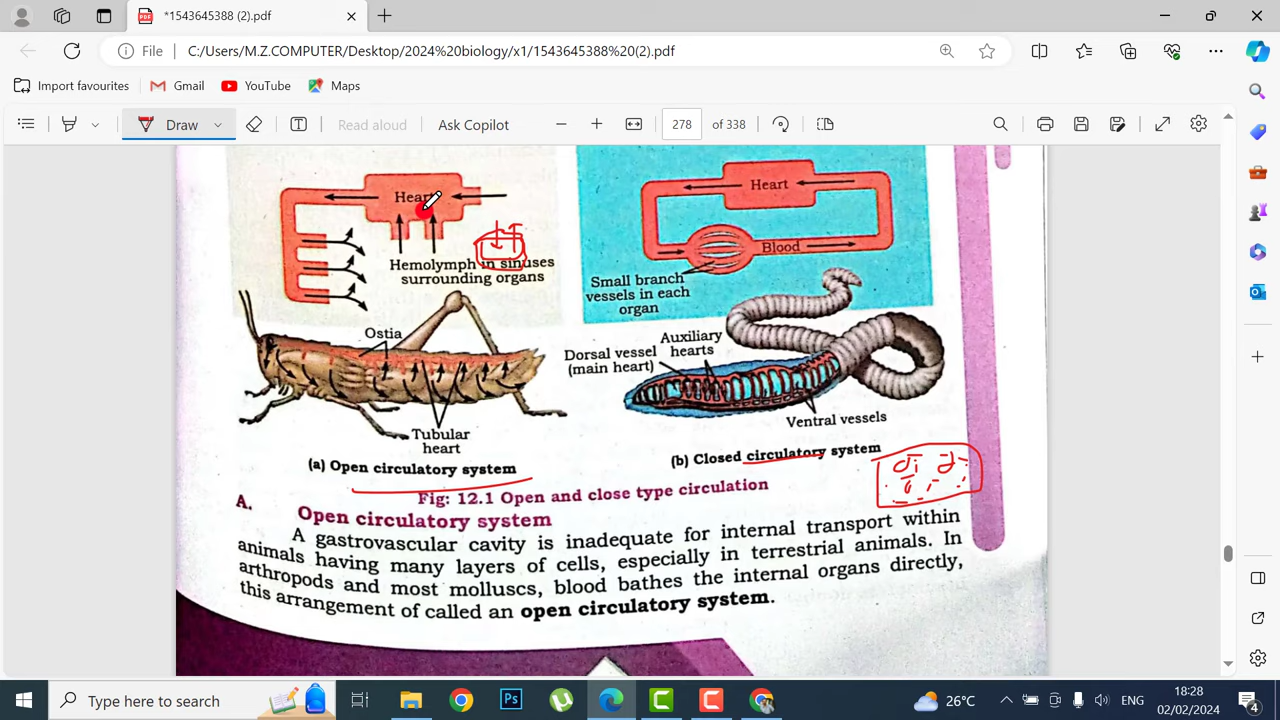 *1543645388 (2).pdf
File
C:/Users/M.Z.COMPUTER/Desktop/2024%20biology/x1/1543645388%20(2).pdf
Import favourites
Gmail
YouTube
Maps
Draw
Read aloud
Ask Copilot
278
of 338
Heart
Hemolymph in sinuses
surrounding organs
Ostia
Tubular
heart
(a) Open circulatory system
Heart
Blood
Small branch
vessels in each
organ
Auxiliary
hearts
Dorsal vessel
(main heart)
Ventral vessels
(b) Closed circulatory system
Fig: 12.1 Open and close type circulation
A.
Open circulatory system
A gastrovascular cavity is inadequate for internal transport within
animals having many layers of cells, especially in terrestrial animals. In
arthropods and most molluscs, blood bathes the internal organs directly,
this arrangement of called an open circulatory system.
Type here to search
Ps
26°C
ENG
18:28
02/02/2024
4